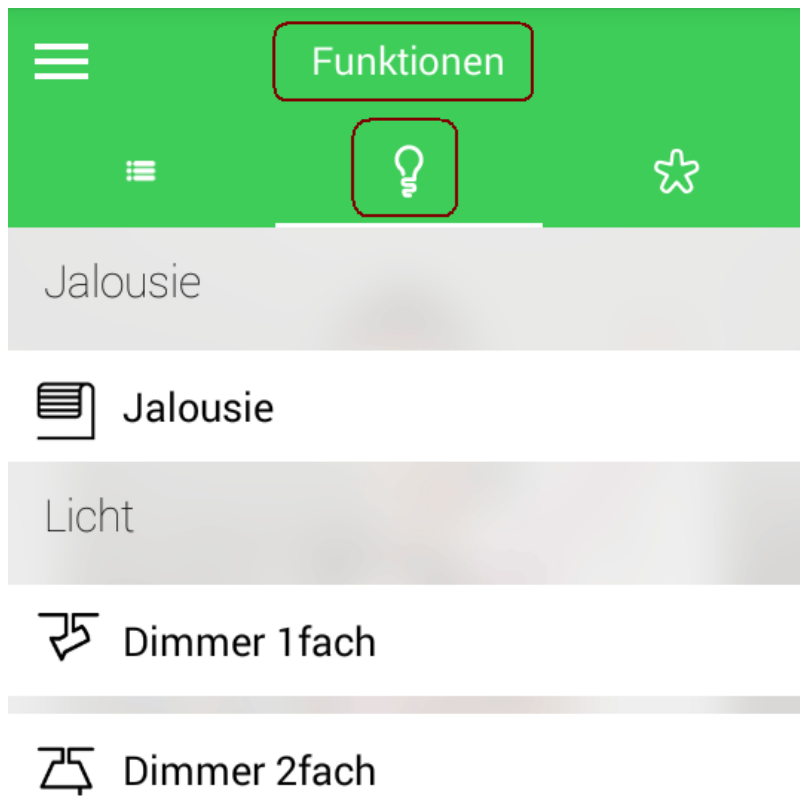 Funktionen
Jalousie
Jalousie
Licht
Dimmer 1fach
Dimmer 2fach